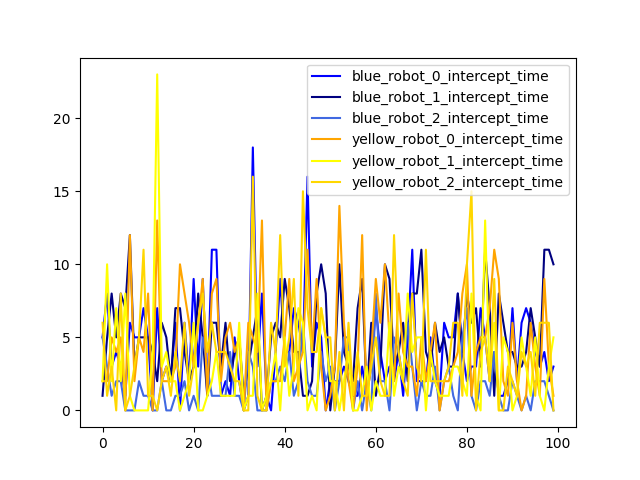 blue_robot_0_intercept_time
blue_robot_1_intercept_time
blue_robot_2_intercept_time
yellow_robot_0_intercept_time
yellow_robot_1_intercept_time
yellow_robot_2_intercept_time
20
15
10
5
0
0 20 40 60 80 100